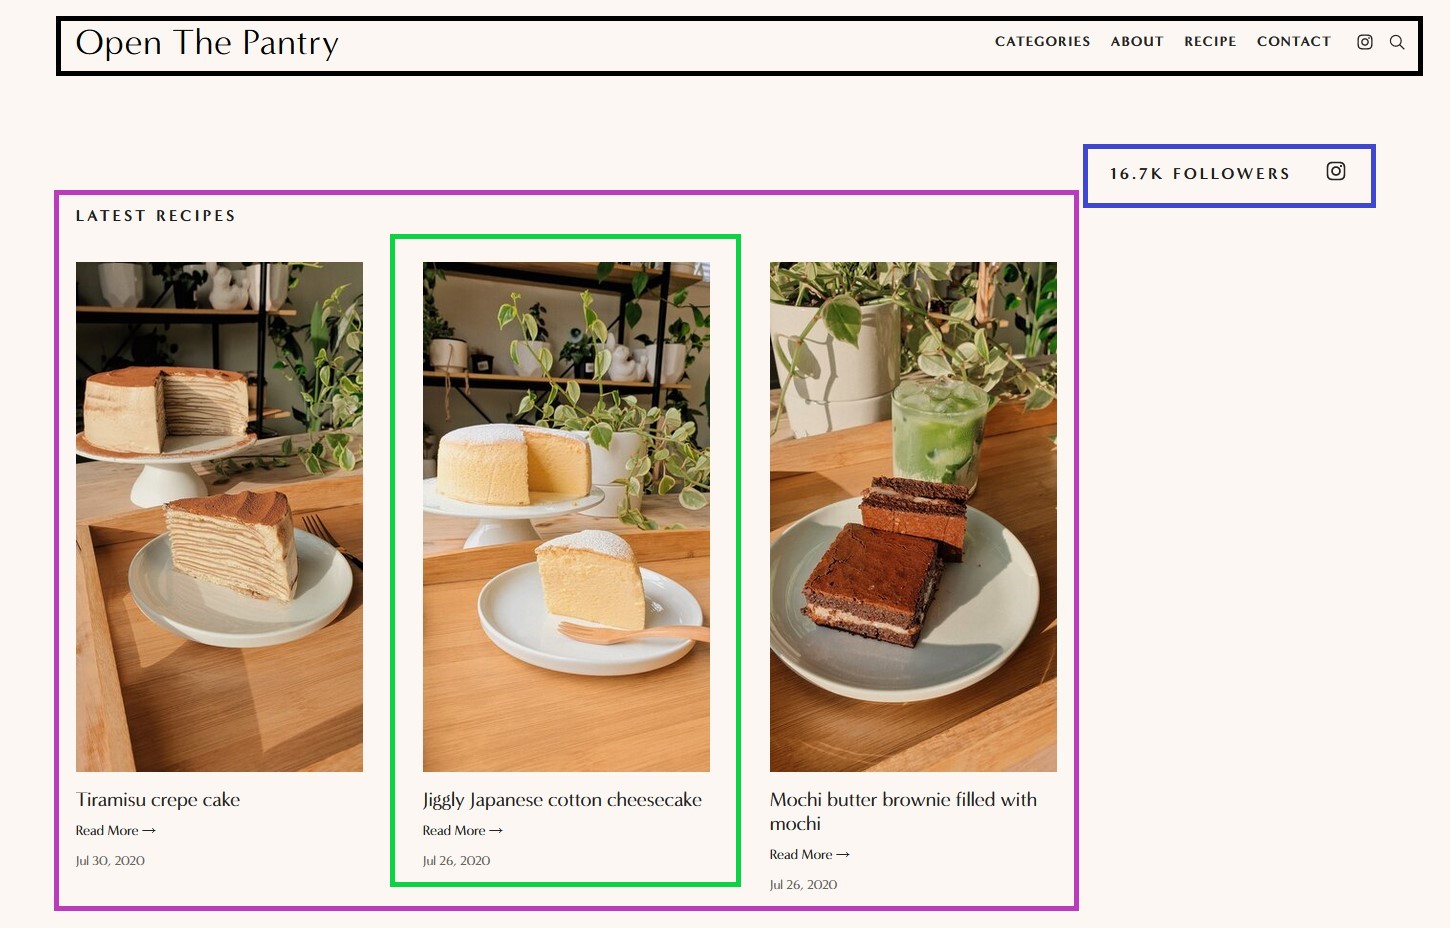 Open The Pantry
CATEGORIES ABOUT RECIPE CONTACT
16.7K FOLLOWERS
LATEST RECIPES
Tiramisu crepe cake
Read More →
Jul 30, 2020
Jiggly Japanese cotton cheesecake
Read More →
Jul 26, 2020
Mochi butter brownie filled with
mochi
Read More →
Jul 26, 2020